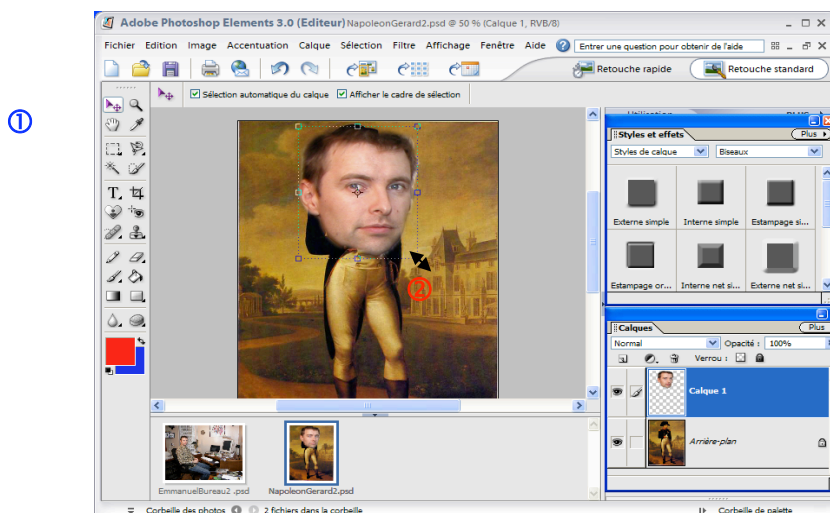 Adobe Photoshop Elements 3.0 (Editeur) NapoleonGerard2.psd @ 50 % (Calque 1, RVB/8)
Fichier Edition Image Accentuation Calque Sélection Filtre Affichage Fenêtre Aide Entrer une question pour obtenir de l'aide
Retouche rapide Retouche standard
Sélection automatique du calque Afficher le cadre de sélection
①
Utilisation
Styles et effets Plus
Styles de calque Biseaux
Externe simple Interne simple Estampage si...
Estampage or... Interne net si... Externe net si...
②
Calques Plus
Normal Opacité : 100%
Verrou :
Calque 1
Arrière-plan
EmmanuelBureau2 .psd NapoleonGerard2.psd
Corbeille des photos 2 fichiers dans la corbeille Corbeille de palette